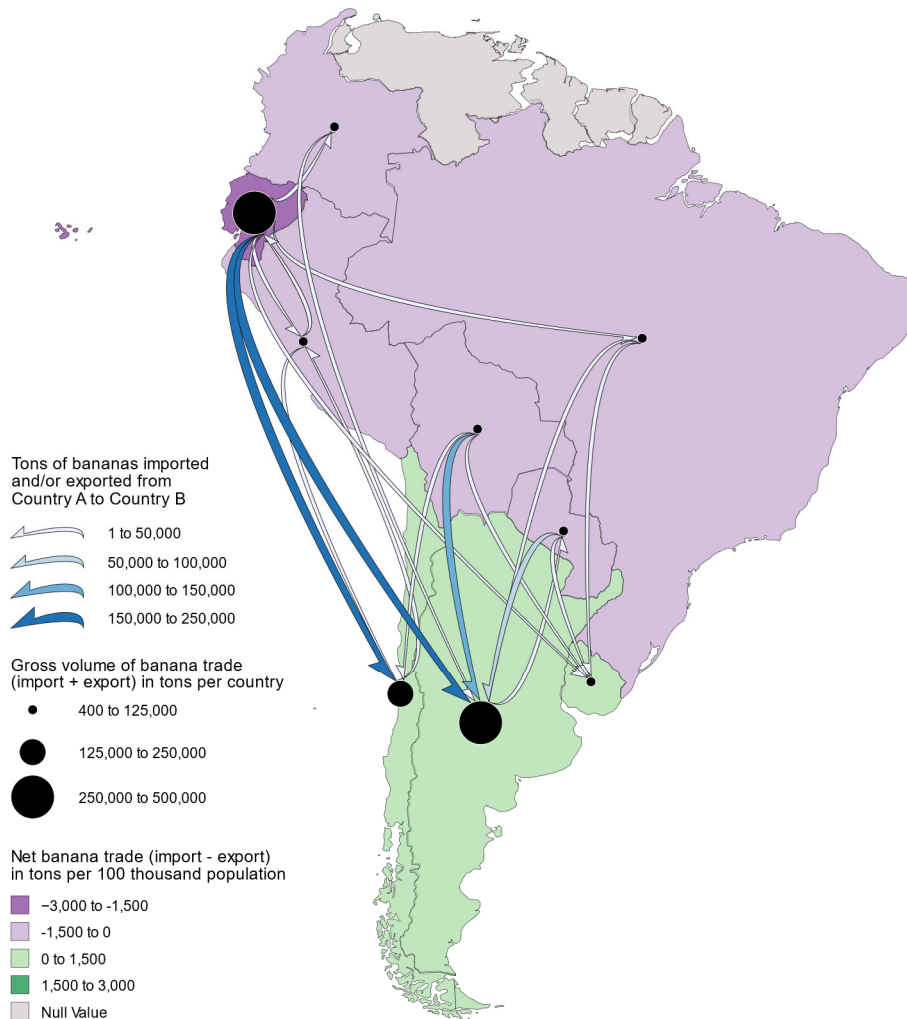 Tons of bananas imported
and/or exported from
Country A to Country B
1 to 50,000
50,000 to 100,000
100,000 to 150,000
150,000 to 250,000
Gross volume of banana trade
(import + export) in tons per country
400 to 125,000
125,000 to 250,000
250,000 to 500,000
Net banana trade (import - export)
in tons per 100 thousand population
−3,000 to -1,500
-1,500 to 0
0 to 1,500
1,500 to 3,000
Null Value